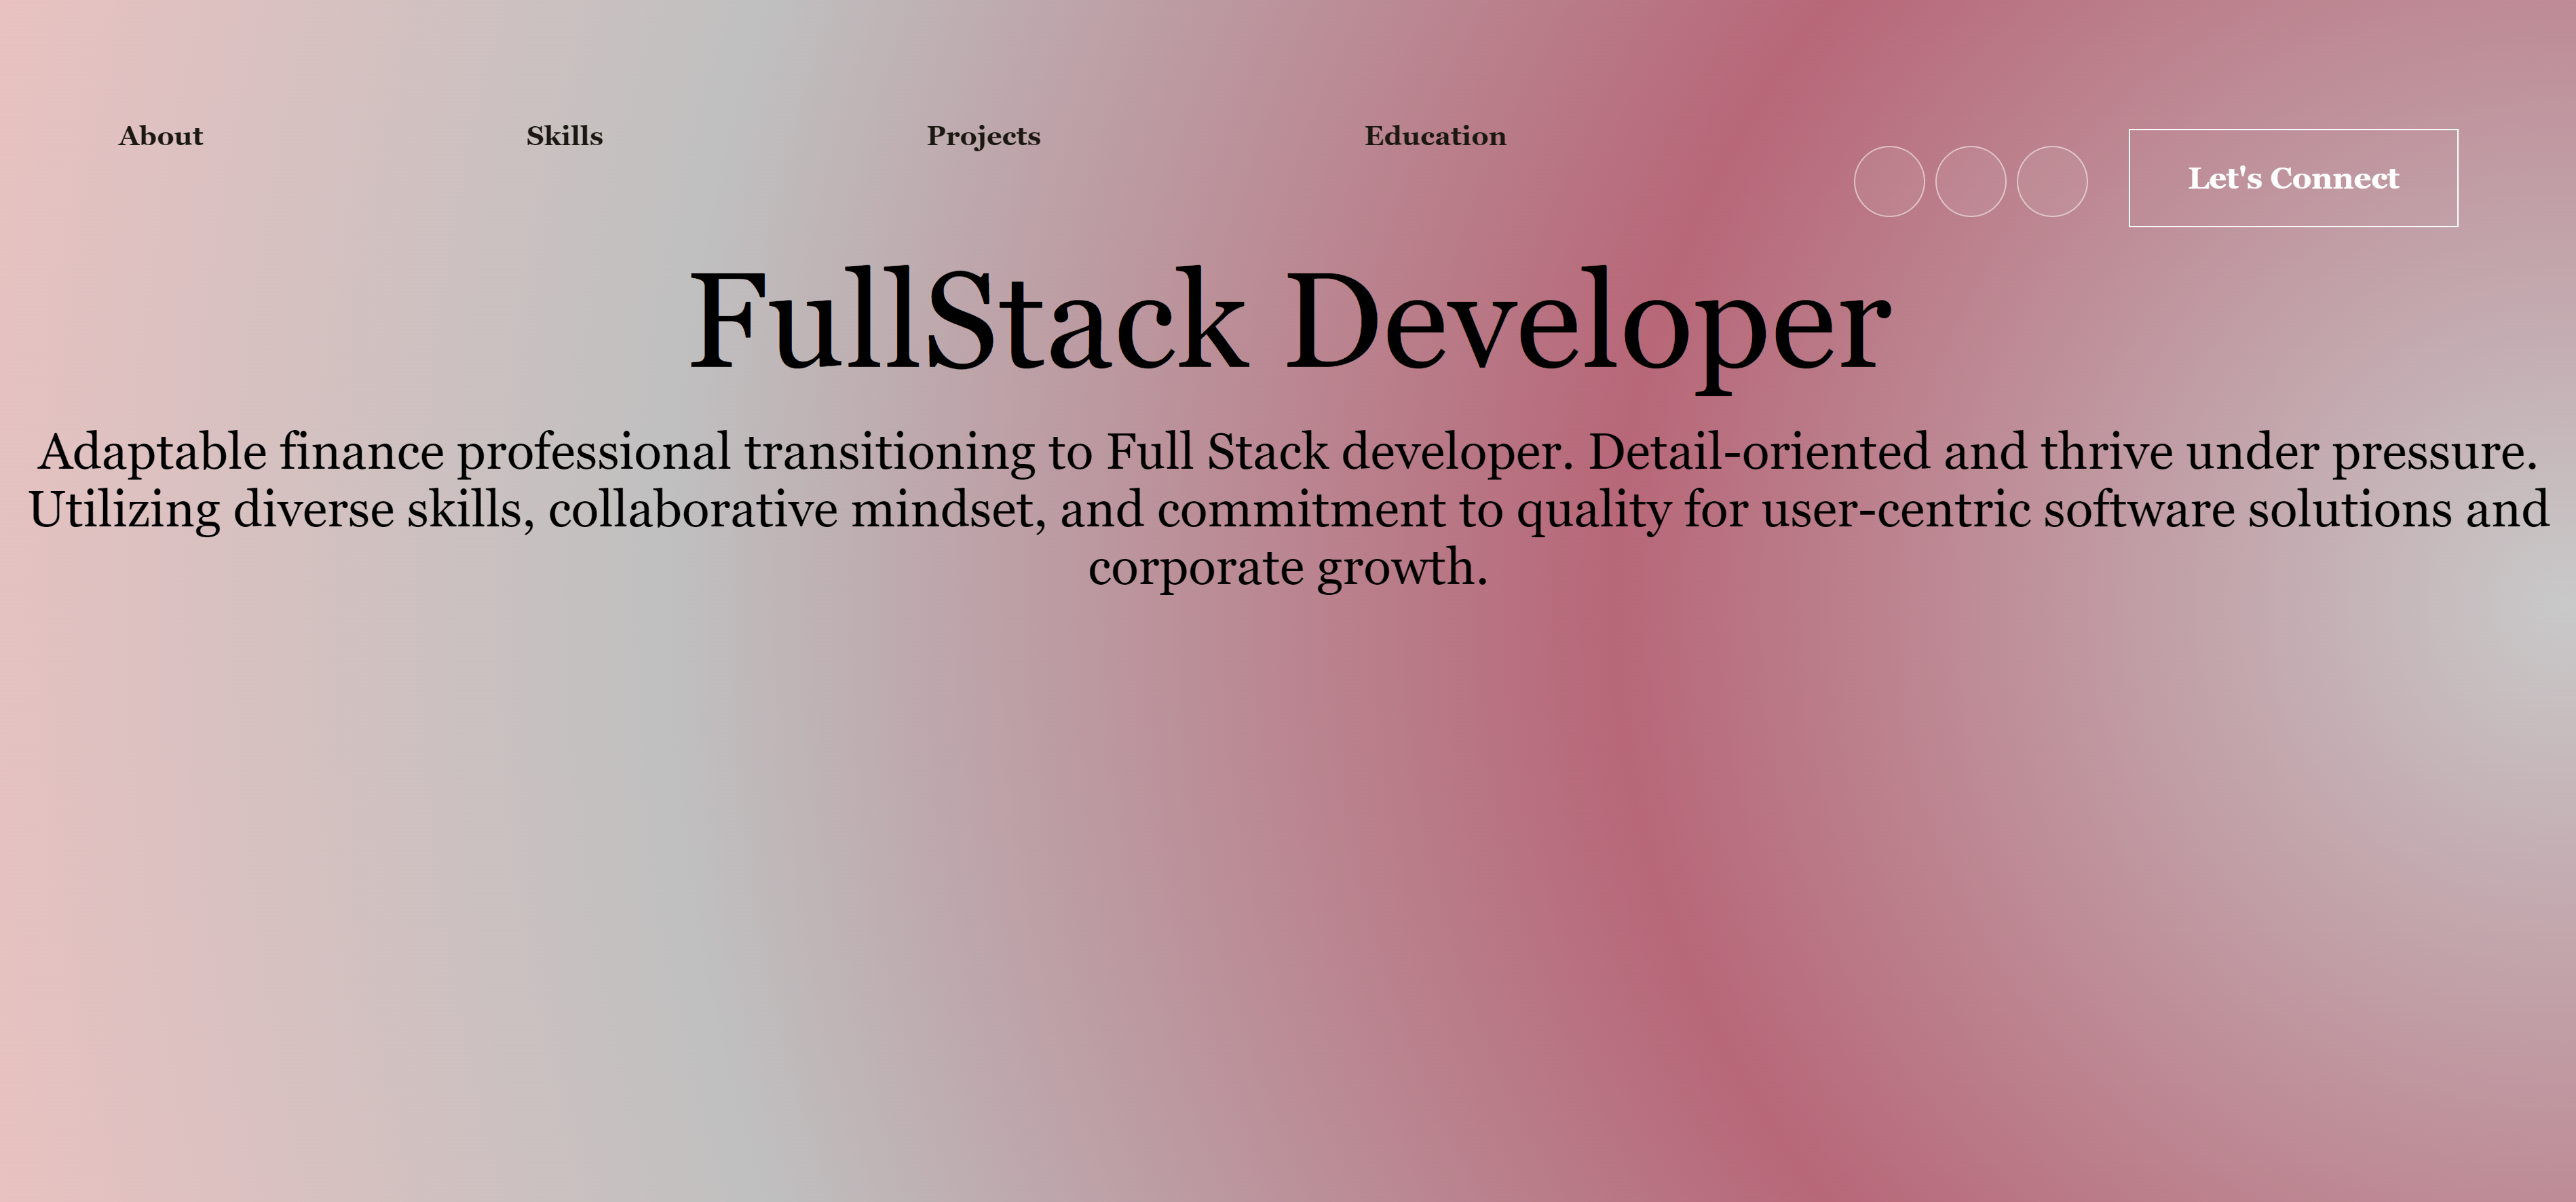 About Skills Projects Education
Let's Connect
FullStack Developer
Adaptable finance professional transitioning to Full Stack developer. Detail-oriented and thrive under pressure.
Utilizing diverse skills, collaborative mindset, and commitment to quality for user-centric software solutions and
corporate growth.